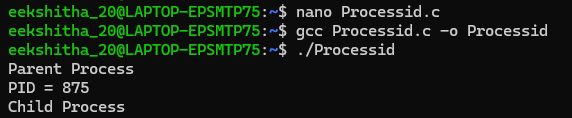 eekshitha_20@LAPTOP-EPSMTP75:~$ nano Processid.c
eekshitha_20@LAPTOP-EPSMTP75:~$ gcc Processid.c -o Processid
eekshitha_20@LAPTOP-EPSMTP75:~$ ./Processid
Parent Process
PID = 875
Child Process